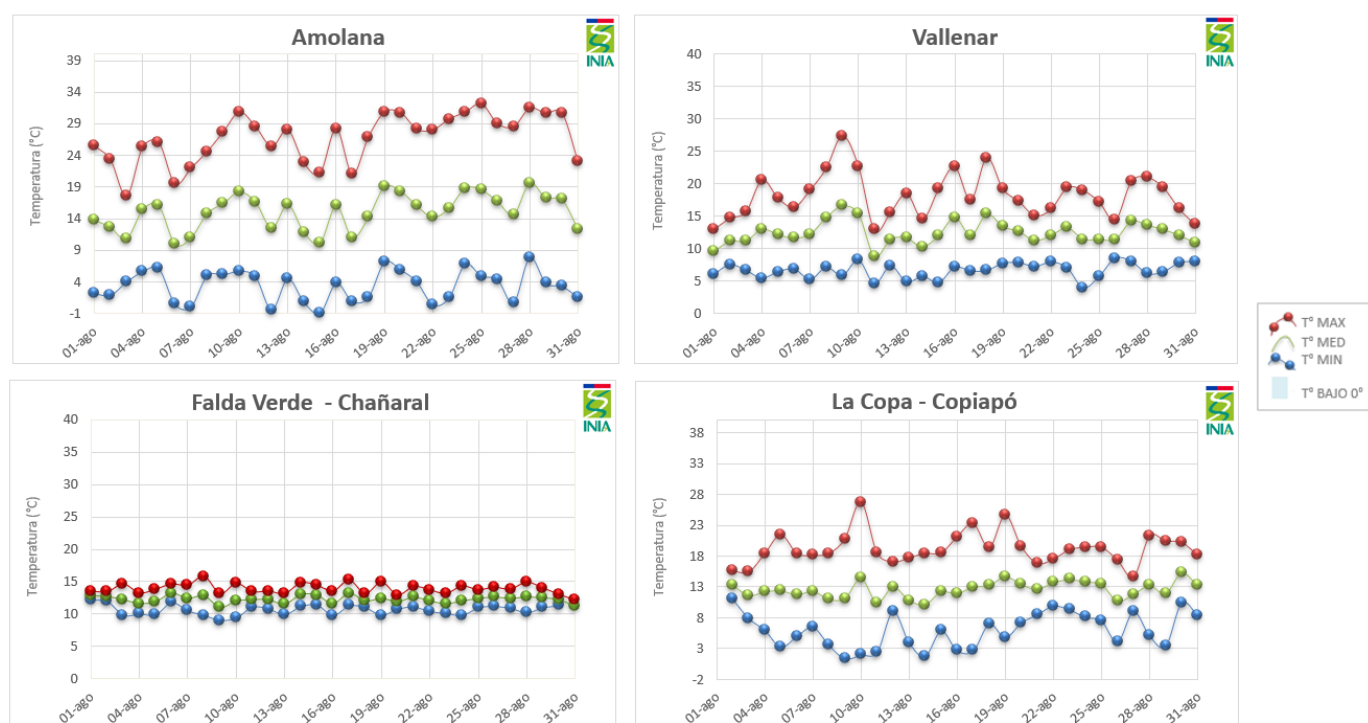 Amolana
INIA
Temperatura (°C)
39
34
29
24
19
14
9
4
-1
01-ago
04-ago
07-ago
10-ago
13-ago
16-ago
19-ago
22-ago
25-ago
28-ago
31-ago
Vallenar
INIA
Temperatura (°C)
40
35
30
25
20
15
10
5
0
01-ago
04-ago
07-ago
10-ago
13-ago
16-ago
19-ago
22-ago
25-ago
28-ago
31-ago
T° MAX
T° MED
T° MIN
T° BAJO 0°
Falda Verde - Chañaral
INIA
Temperatura (°C)
40
35
30
25
20
15
10
5
0
01-ago
04-ago
07-ago
10-ago
13-ago
16-ago
19-ago
22-ago
25-ago
28-ago
31-ago
La Copa - Copiapó
INIA
Temperatura (°C)
38
33
28
23
18
13
8
3
-2
01-ago
04-ago
07-ago
10-ago
13-ago
16-ago
19-ago
22-ago
25-ago
28-ago
31-ago